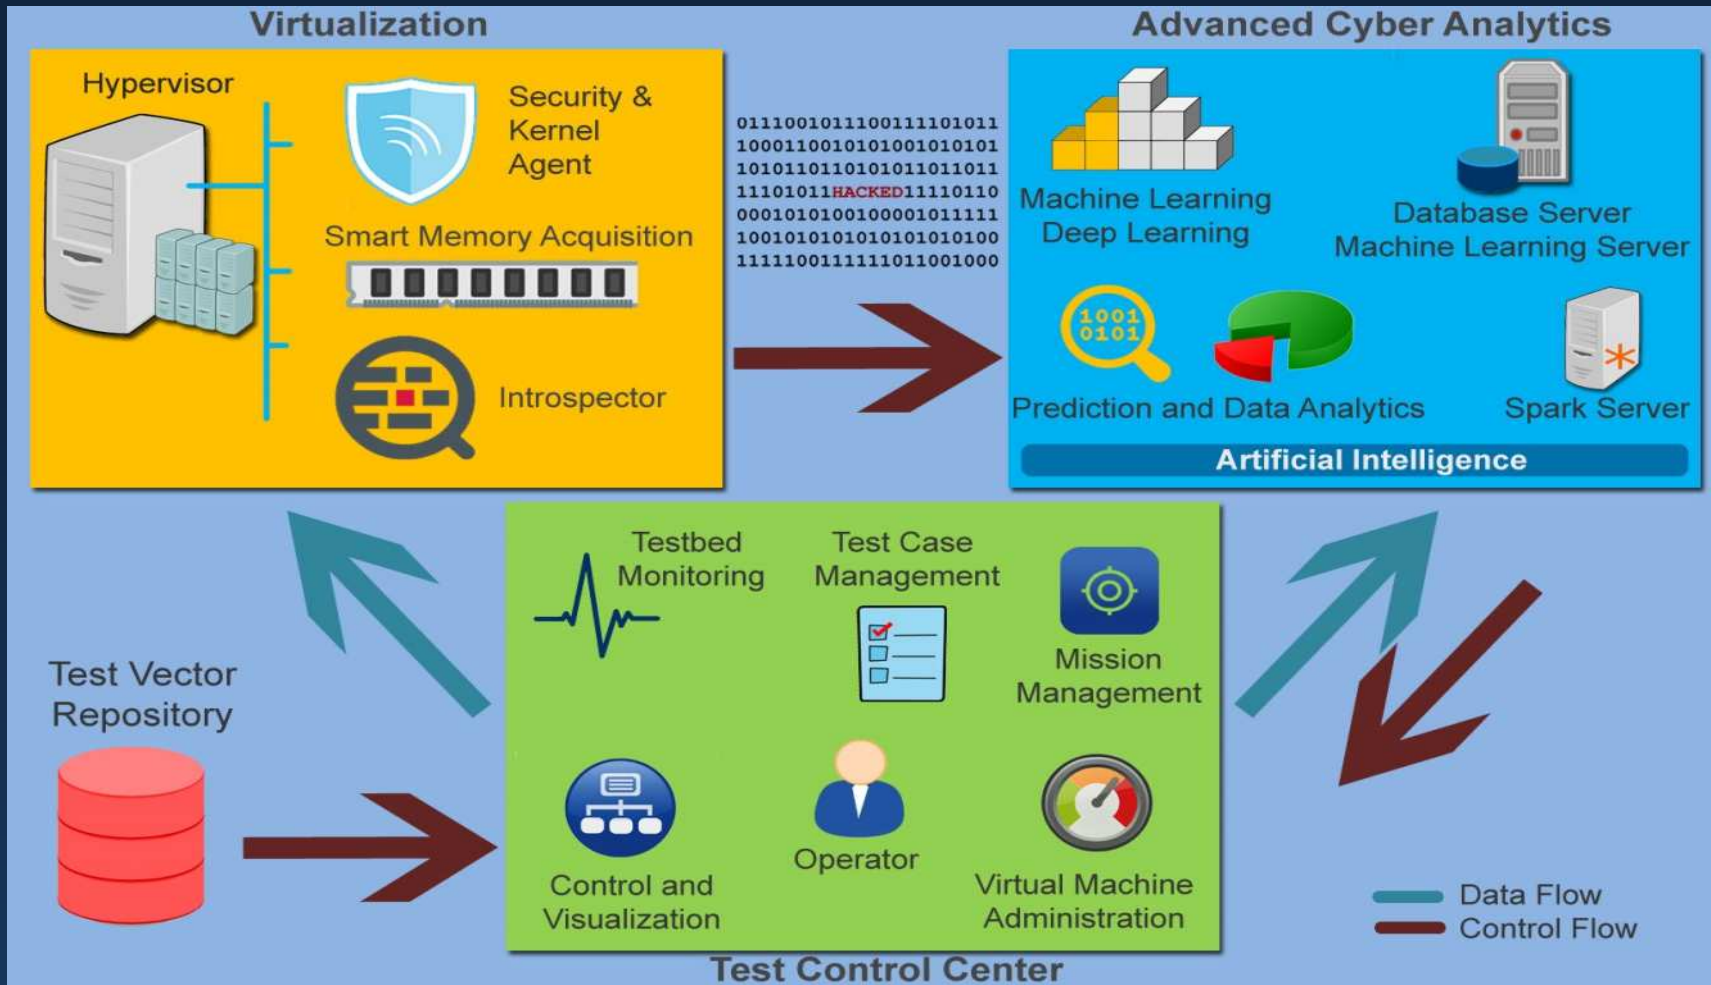 Virtualization
Hypervisor
Security &
Kernel
Agent
Smart Memory Acquisition
Introspector
0111001011100111101011
1000110010101001010101
1010110110101011011011
11101011HACKED11110110
0001010100100001011111
1001010101010101010100
1111100111111011001000
Advanced Cyber Analytics
Machine Learning
Deep Learning
Database Server
Machine Learning Server
1001
0101
Prediction and Data Analytics
Spark Server
Artificial Intelligence
Test Vector
Repository
Testbed
Monitoring
Test Case
Management
Mission
Management
Control and
Visualization
Operator
Virtual Machine
Administration
Test Control Center
Data Flow
Control Flow